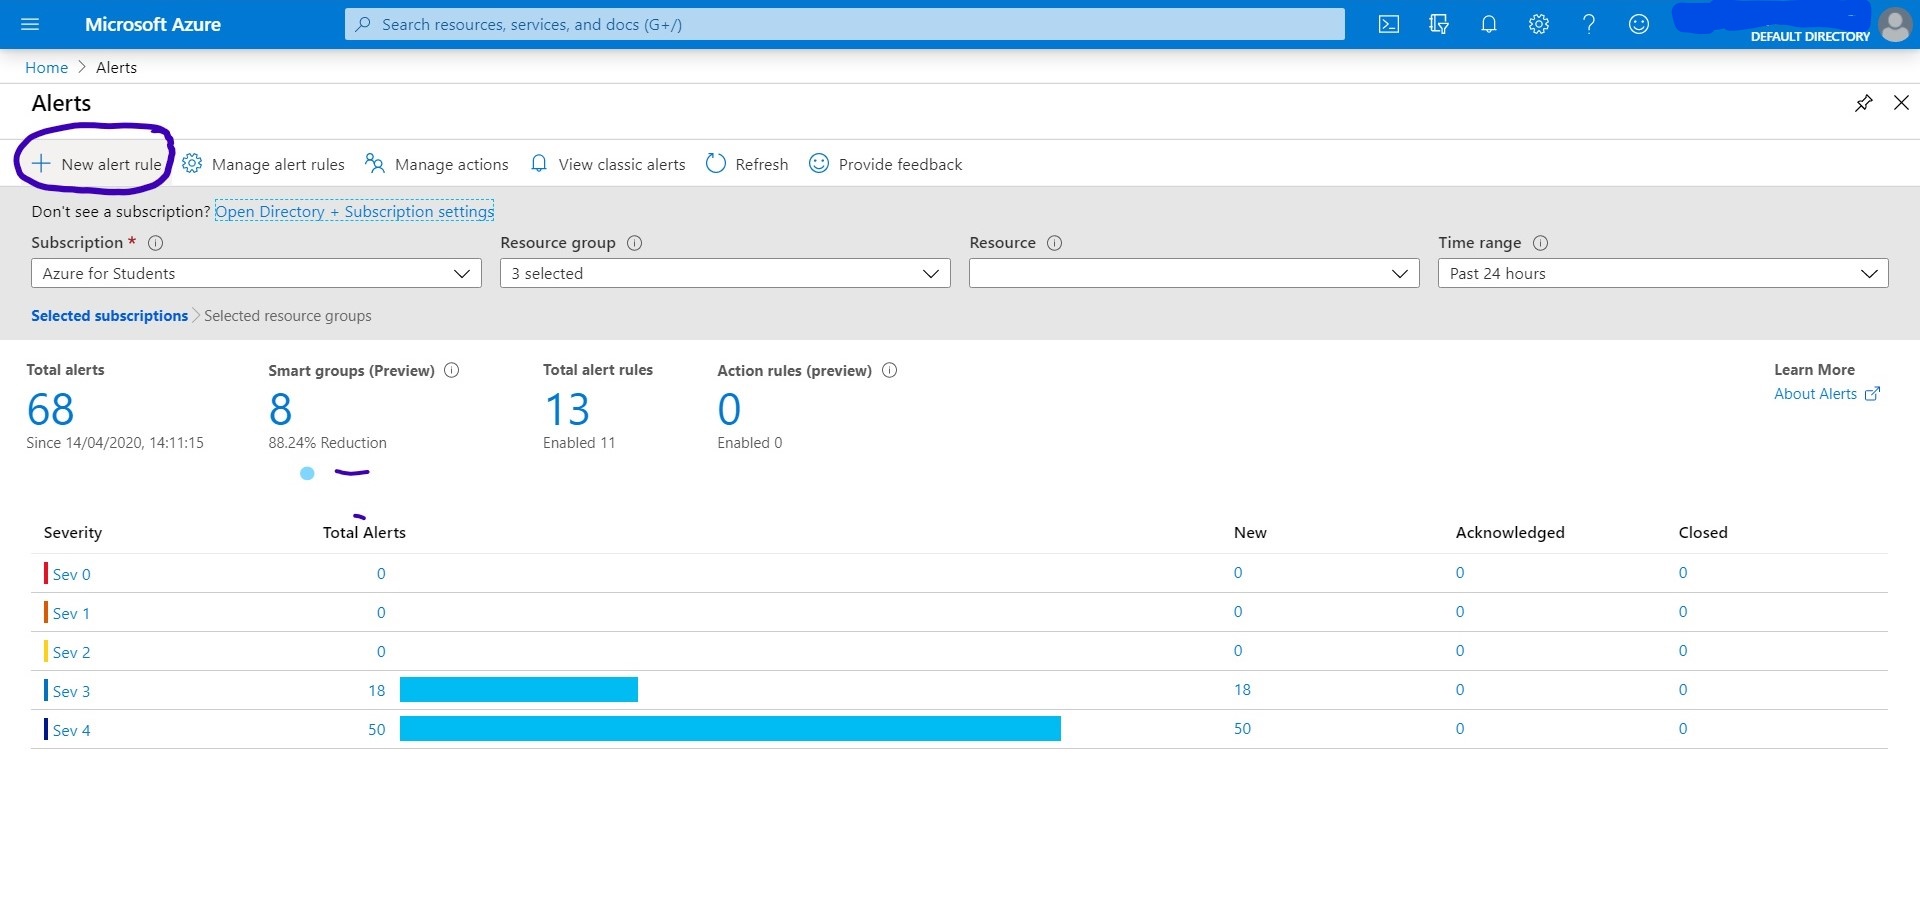 Microsoft Azure
Search resources, services, and docs (G+/)
DEFAULT DIRECTORY
Home > Alerts
Alerts
New alert rule Manage alert rules Manage actions View classic alerts Refresh Provide feedback
Don't see a subscription? Open Directory + Subscription settings
Subscription * Resource group Resource Time range
Azure for Students 3 selected Past 24 hours
Selected subscriptions > Selected resource groups
Total alerts Smart groups (Preview) Total alert rules Action rules (preview) Learn More
68 8 13 0 About Alerts
Since 14/04/2020, 14:11:15 88.24% Reduction Enabled 11 Enabled 0
Severity Total Alerts New Acknowledged Closed
Sev 0 0 0 0 0
Sev 1 0 0 0 0
Sev 2 0 0 0 0
Sev 3 18 18 0 0
Sev 4 50 50 0 0